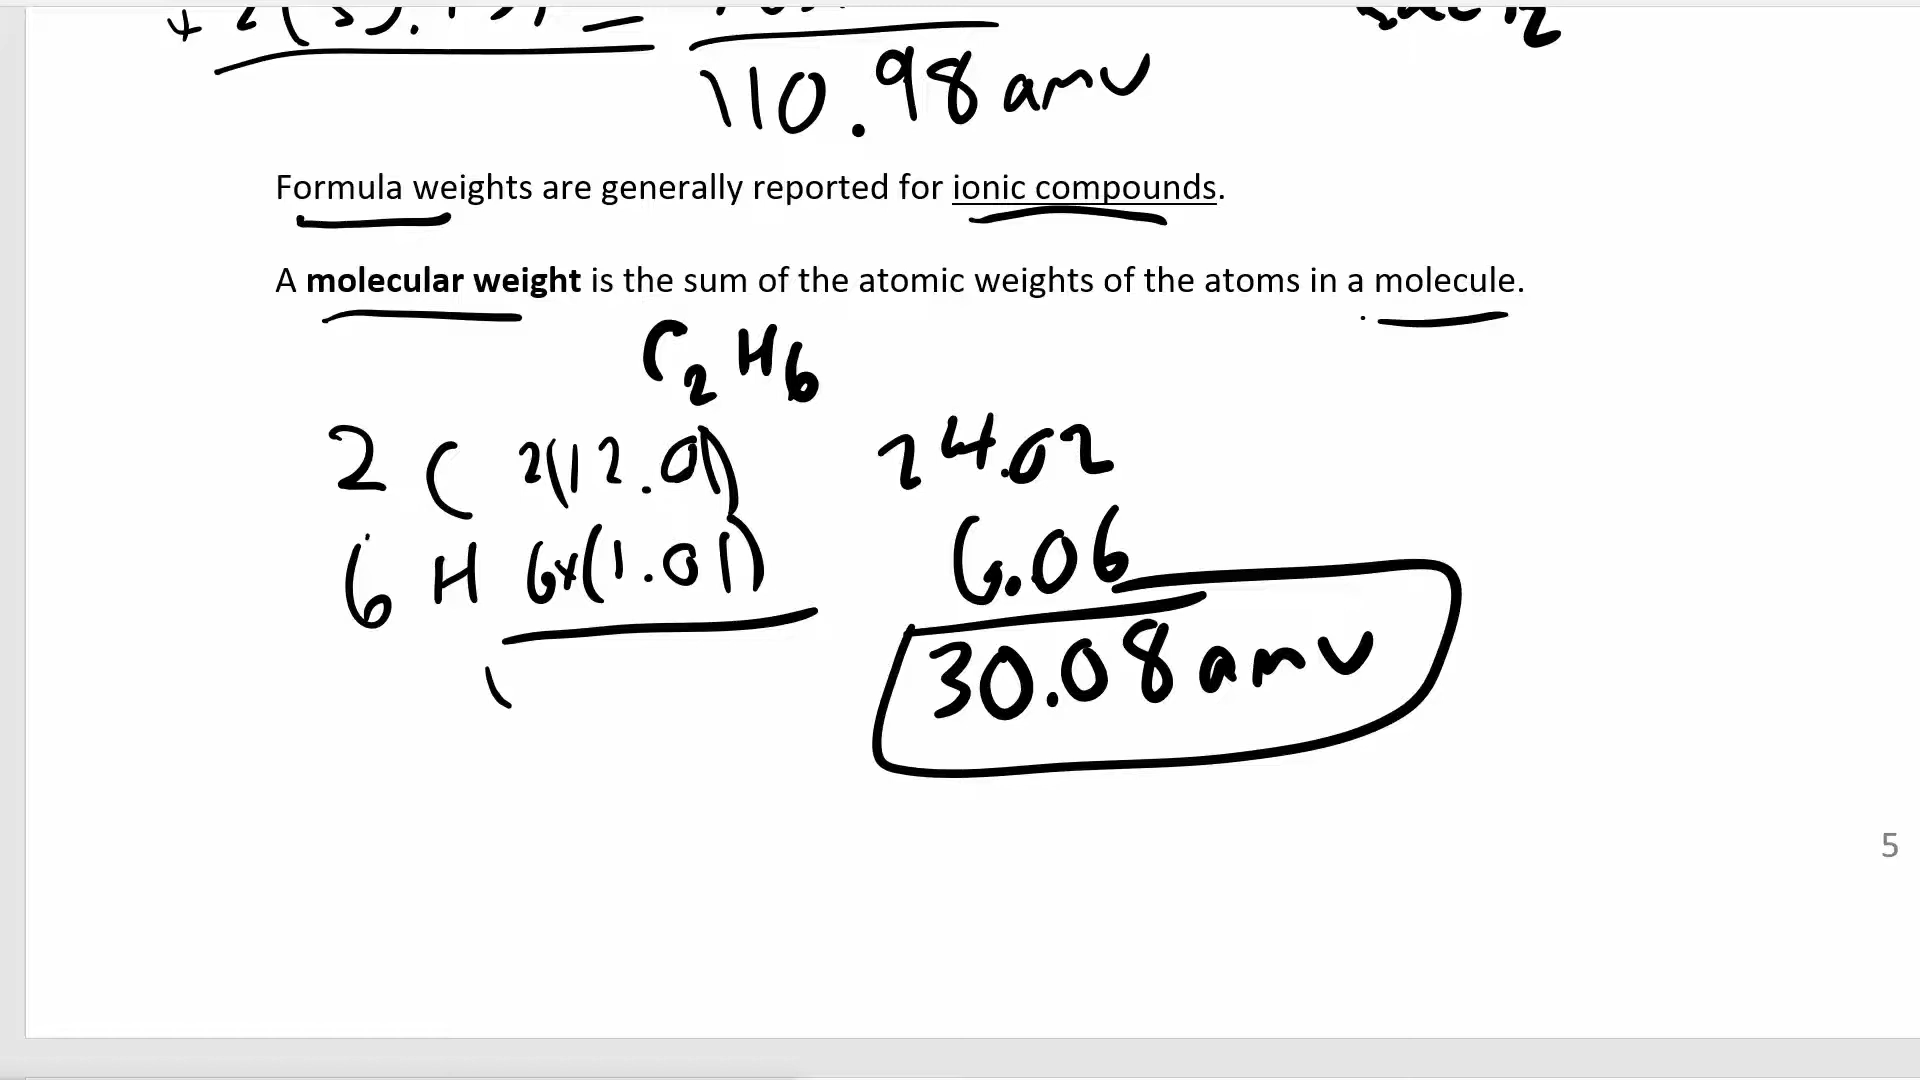 110.98 amu
Formula weights are generally reported for ionic compounds.
A molecular weight is the sum of the atomic weights of the atoms in a molecule.
C2H6
2 C 2(12.01) 24.02
6 H 6x(1.01) 6.06
30.08 amu
5